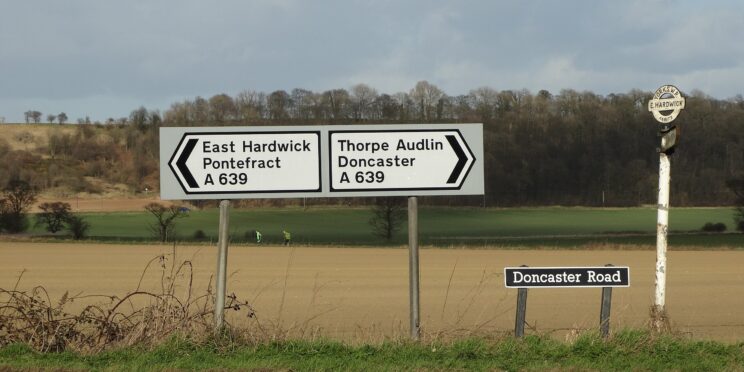 East Hardwick
Pontefract
A 639
Thorpe Audlin
Doncaster
A 639
E. HARDWICK
Doncaster Road